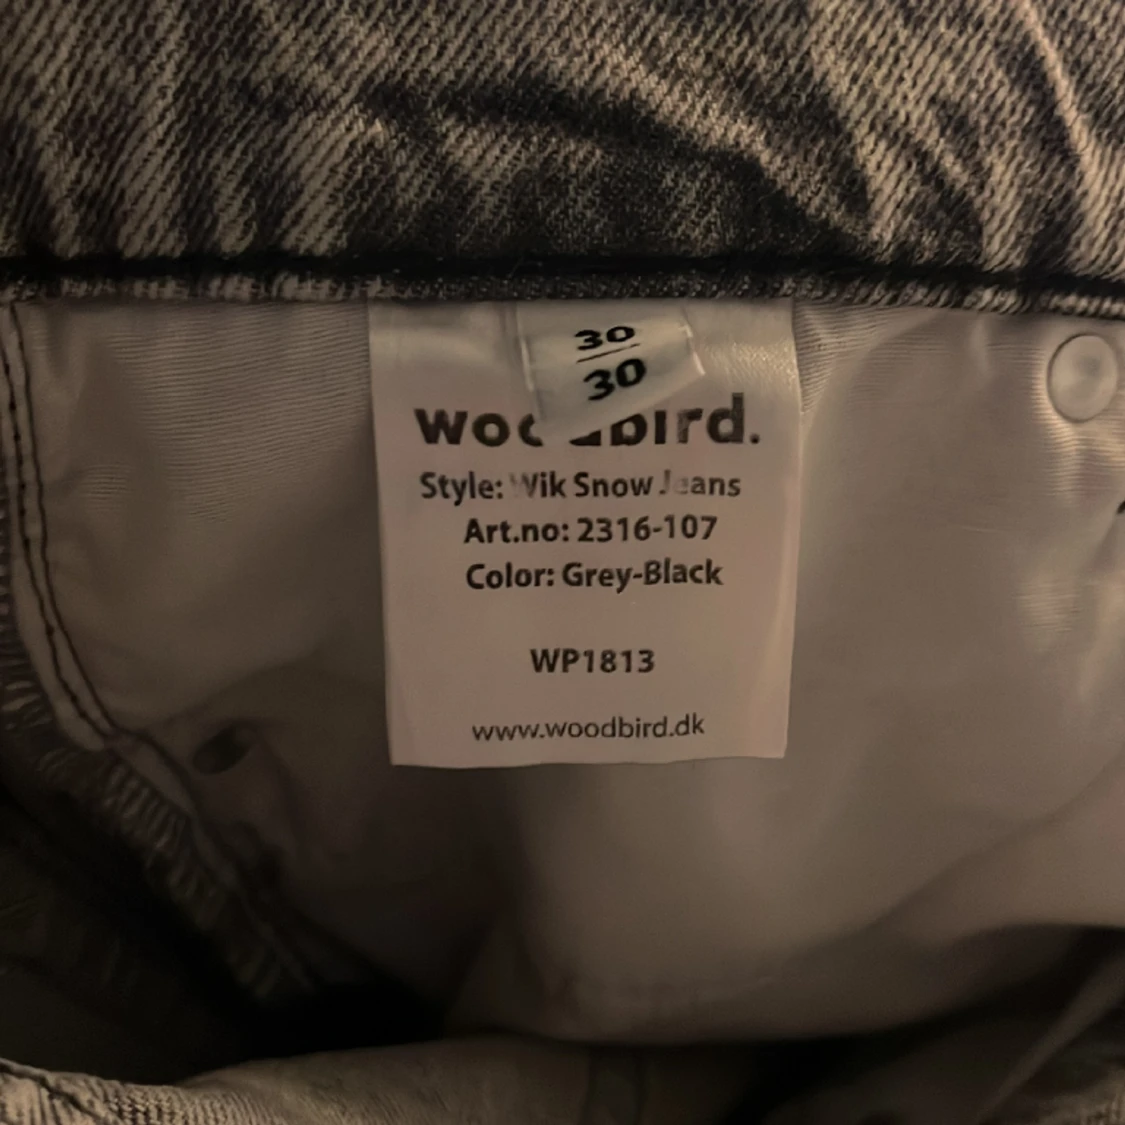 30
30
woodbird.
Style: Wik Snow Jeans
Art.no: 2316-107
Color: Grey-Black
WP1813
www.woodbird.dk